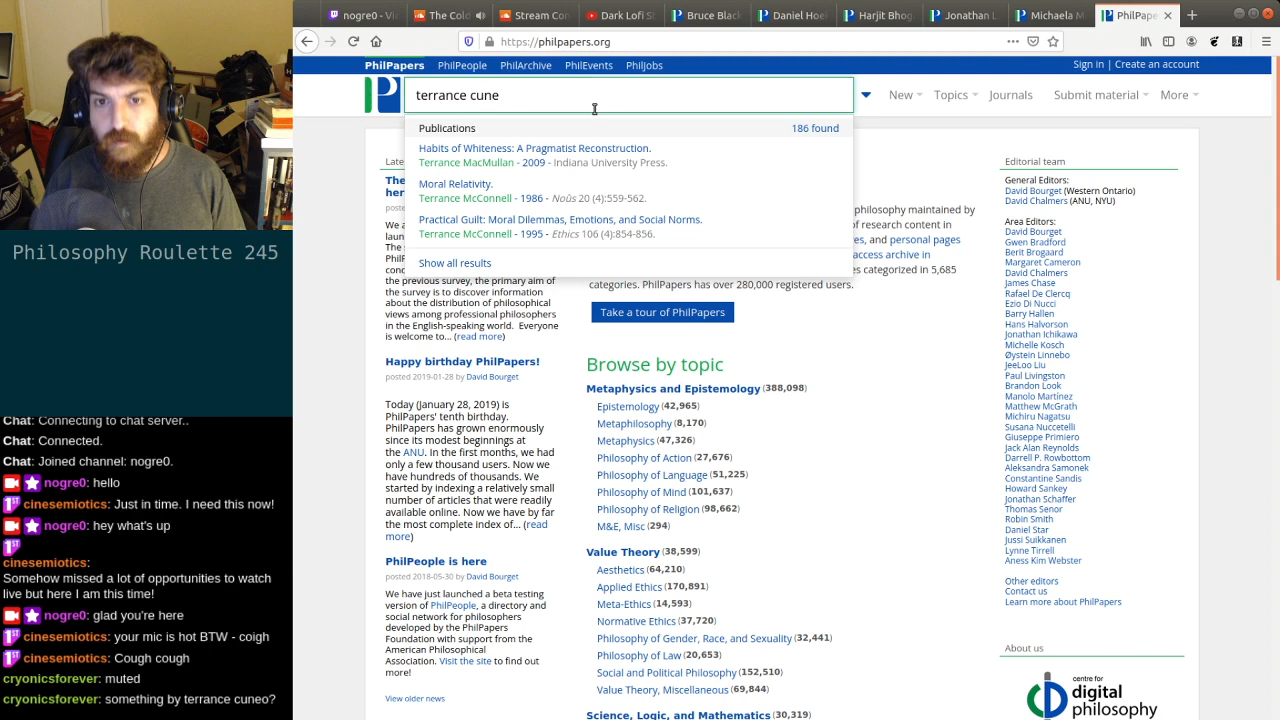 nogre0 - Vi
The Cold
Stream Con
Dark Lofi S
Bruce Black
Daniel Hoe
Harjit Bhog
Jonathan L
Michaela M
PhilPape
https://philpapers.org
PhilPapers PhilPeople PhilArchive PhilEvents PhilJobs
Sign in | Create an account
terrance cune
New Topics Journals Submit material More
Publications 186 found
Habits of Whiteness: A Pragmatist Reconstruction.
Terrance MacMullan - 2009 - Indiana University Press.
Moral Relativity.
Terrance McConnell - 1986 - Noûs 20 (4):559-562.
Practical Guilt: Moral Dilemmas, Emotions, and Social Norms.
Terrance McConnell - 1995 - Ethics 106 (4):854-856.
Show all results
Philosophy Roulette 245
Chat: Connecting to chat server..
Chat: Connected.
Chat: Joined channel: nogre0.
nogre0: hello
cinesemiotics: Just in time. I need this now!
nogre0: hey what's up
cinesemiotics:
Somehow missed a lot of opportunities to watch
live but here I am this time!
nogre0: glad you're here
cinesemiotics: your mic is hot BTW - coigh
cinesemiotics: Cough cough
cryonicsforever: muted
cryonicsforever: something by terrance cuneo?
Late
The
her
poste
We a
laun
The
conc
the previous survey, the primary aim of
the survey is to discover information
about the distribution of philosophical
views among professional philosophers
in the English-speaking world. Everyone
is welcome to... (read more)
Happy birthday PhilPapers!
posted 2019-01-28 by David Bourget
Today (January 28, 2019) is
PhilPapers' tenth birthday.
PhilPapers has grown enormously
since its modest beginnings at
the ANU. In the first months, we had
only a few thousand users. Now we
have hundreds of thousands. We
started by indexing a relatively small
number of articles that were readily
available online. Now we have by far
the most complete index of... (read
more)
PhilPeople is here
posted 2018-05-30 by David Bourget
We have just launched a beta testing
version of PhilPeople, a directory and
social network for philosophers
developed by the PhilPapers
Foundation with support from the
American Philosophical
Association. Visit the site to find out
more!
View older news
philosophy maintained by
of research content in
es, and personal pages
access archive in
s categorized in 5,685
categories. PhilPapers has over 280,000 registered users.
Take a tour of PhilPapers
Browse by topic
Metaphysics and Epistemology (388,098)
Epistemology (42,965)
Metaphilosophy (8,170)
Metaphysics (47,326)
Philosophy of Action (27,676)
Philosophy of Language (51,225)
Philosophy of Mind (101,637)
Philosophy of Religion (98,662)
M&E, Misc (294)
Value Theory (38,599)
Aesthetics (64,210)
Applied Ethics (170,891)
Meta-Ethics (14,593)
Normative Ethics (37,720)
Philosophy of Gender, Race, and Sexuality (32,441)
Philosophy of Law (20,653)
Social and Political Philosophy (152,510)
Value Theory, Miscellaneous (69,844)
Science, Logic, and Mathematics (30,319)
Editorial team
General Editors:
David Bourget (Western Ontario)
David Chalmers (ANU, NYU)
Area Editors:
David Bourget
Gwen Bradford
Berit Brogaard
Margaret Cameron
David Chalmers
James Chase
Rafael De Clercq
Ezio Di Nucci
Barry Hallen
Hans Halvorson
Jonathan Ichikawa
Michelle Kosch
Øystein Linnebo
JeeLoo Liu
Paul Livingston
Brandon Look
Manolo Martínez
Matthew McGrath
Michiru Nagatsu
Susana Nuccetelli
Giuseppe Primiero
Jack Alan Reynolds
Darrell P. Rowbottom
Aleksandra Samonek
Constantine Sandis
Howard Sankey
Jonathan Schaffer
Thomas Senor
Robin Smith
Daniel Star
Jussi Suikkanen
Lynne Tirrell
Aness Kim Webster
Other editors
Contact us
Learn more about PhilPapers
About us
centre for
digital
philosophy